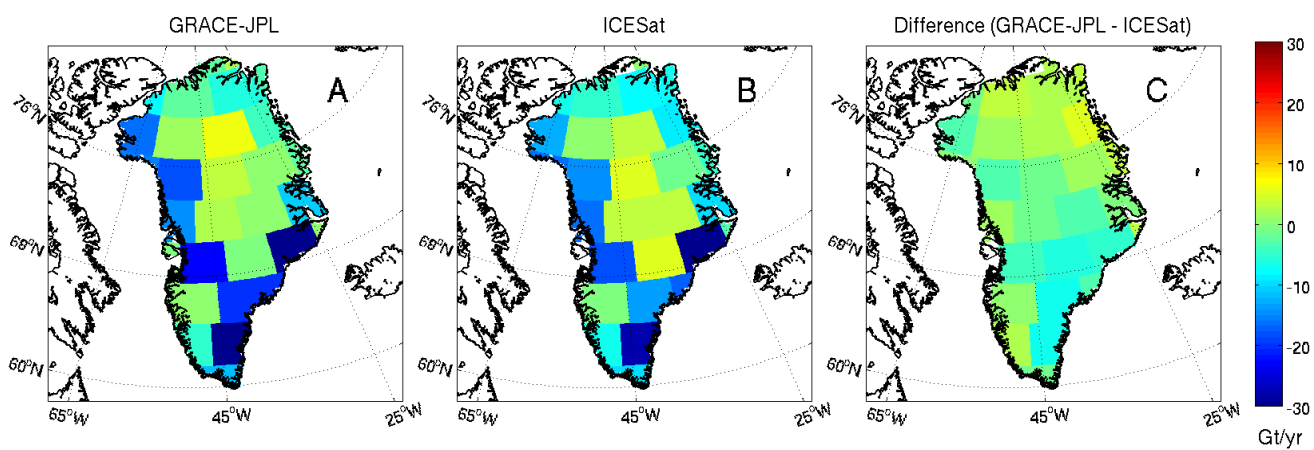 GRACE-JPL
ICESat
Difference (GRACE-JPL - ICESat)
A
B
C
76°N
68°N
60°N
65°W
45°W
25°W
76°N
68°N
60°N
65°W
45°W
25°W
76°N
68°N
60°N
65°W
45°W
25°W
30
20
10
0
-10
-20
-30
Gt/yr